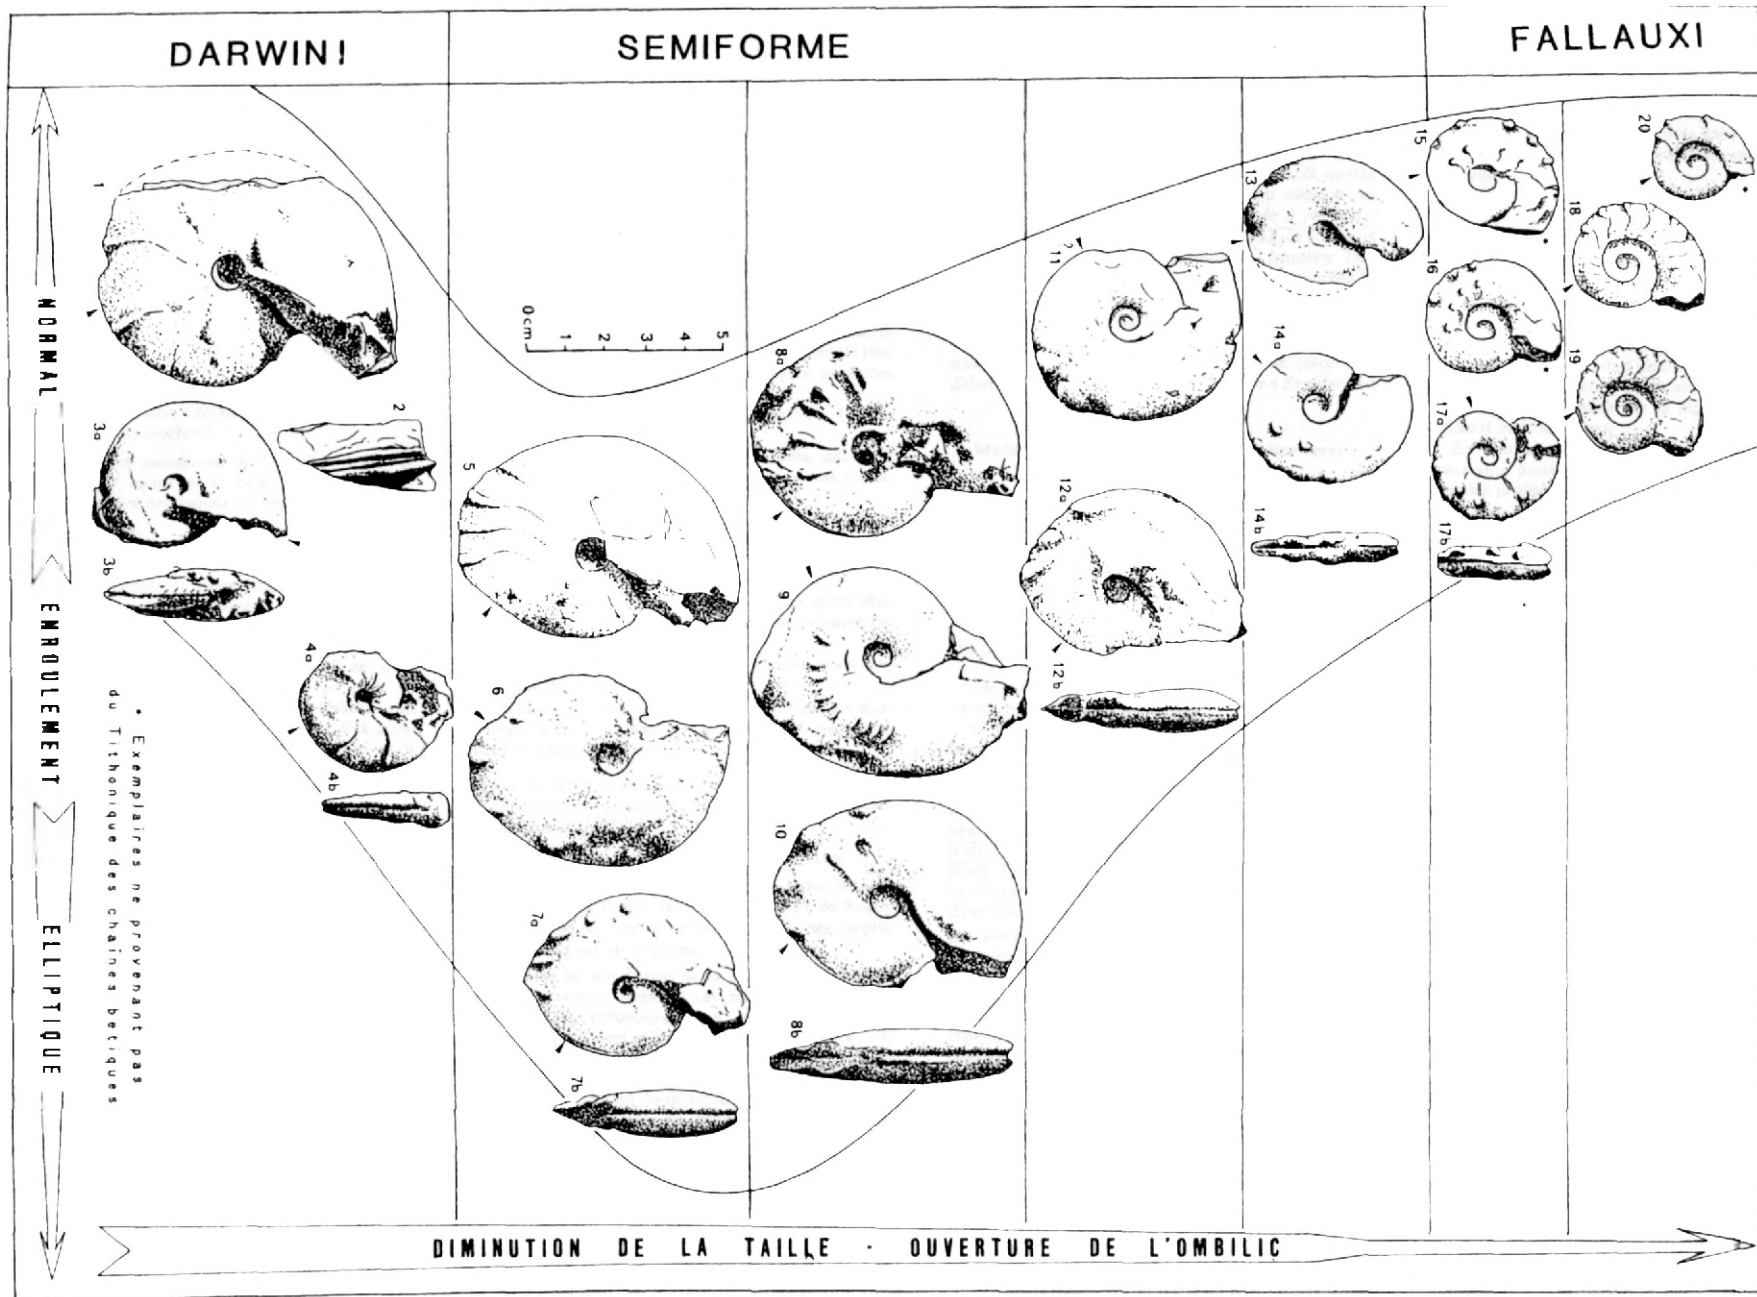 DARWINI
SEMIFORME
FALLAUXI
NORMAL
ENROULEMENT
ELLIPTIQUE
0 cm 1 2 3 4 5
1
2
3a
3b
4a
4b
5
6
7a
7b
8a
9
10
8b
11
12a
12b
13
14a
14b
15
16
17a
17b
18
19
20
* Exemplaires ne provenant pas
du Tithonique des chaines betiques
DIMINUTION DE LA TAILLE - OUVERTURE DE L'OMBILIC